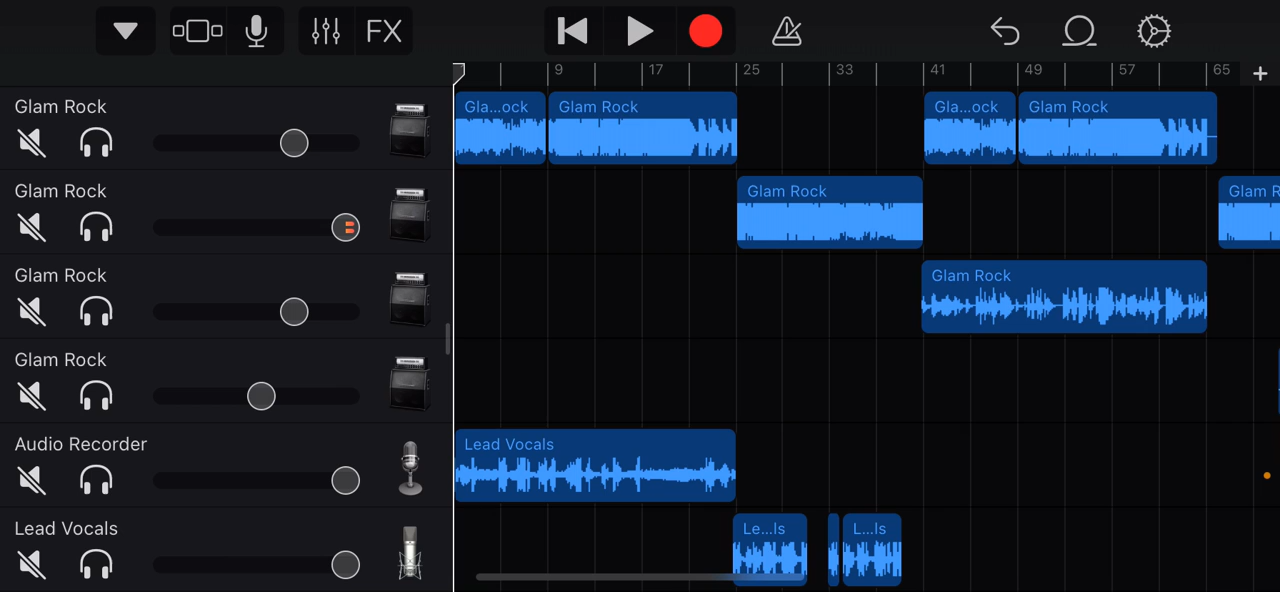 FX
9 17 25 33 41 49 57 65
Glam Rock
Gla...ock Glam Rock Gla...ock Glam Rock
Glam Rock
Glam Rock Glam R
Glam Rock
Glam Rock
Glam Rock
Audio Recorder
Lead Vocals
Lead Vocals
Le...ls L...ls